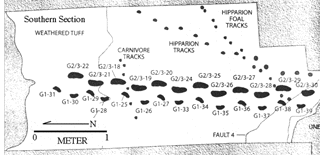 Southern Section
WEATHERED TUFF
HIPPARION
FOAL
TRACKS
CARNIVORE
TRACKS
HIPPARION
TRACKS
G2/3-22
G2/3-21
G2/3-18
G2/3-19
G2/3-20
G2/3-24
G2/3-25
G2/3-26
G2/3-27
G2/3-28
G2/3-29
G2/3-30
G1-31
G1-30
G1-29
G1-28
G1-25
G1-26
G1-27
G1-33
G1-34
G1-35
G1-36
G1-37
G1-38
G1-39
N
0
1
METER
FAULT 4
UNE